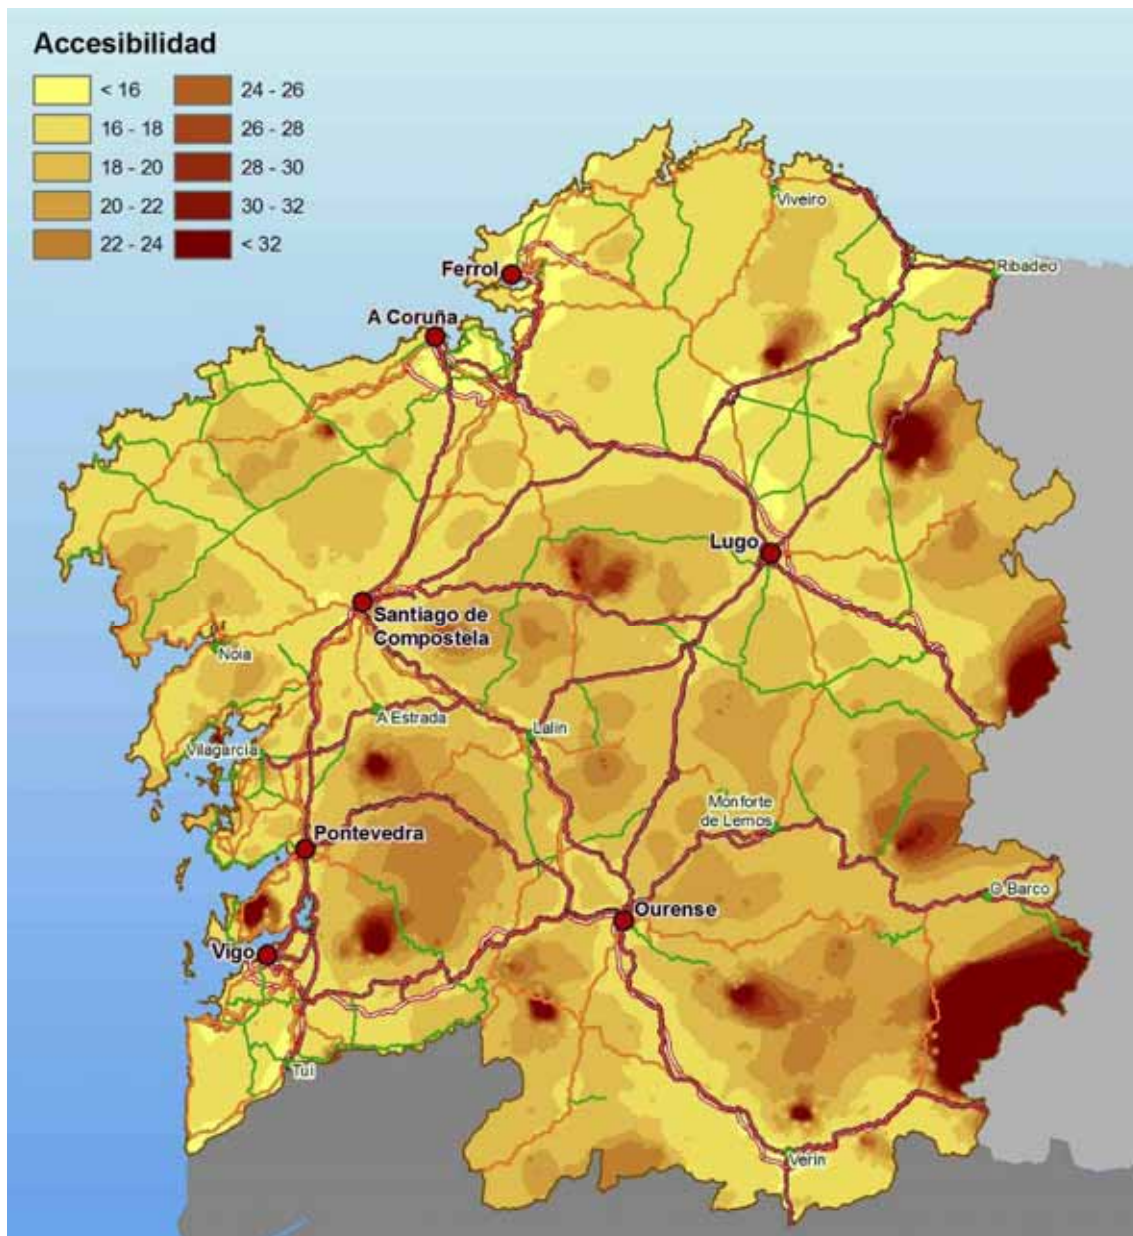 Accesibilidad
< 16
16 - 18
18 - 20
20 - 22
22 - 24
24 - 26
26 - 28
28 - 30
30 - 32
< 32
Viveiro
Ribadeo
Ferrol
A Coruña
Lugo
Santiago de
Compostela
Noia
A Estrada
Lalín
Vilagarcía
Monforte
de Lemos
Pontevedra
O Barco
Ourense
Vigo
Tui
Verín